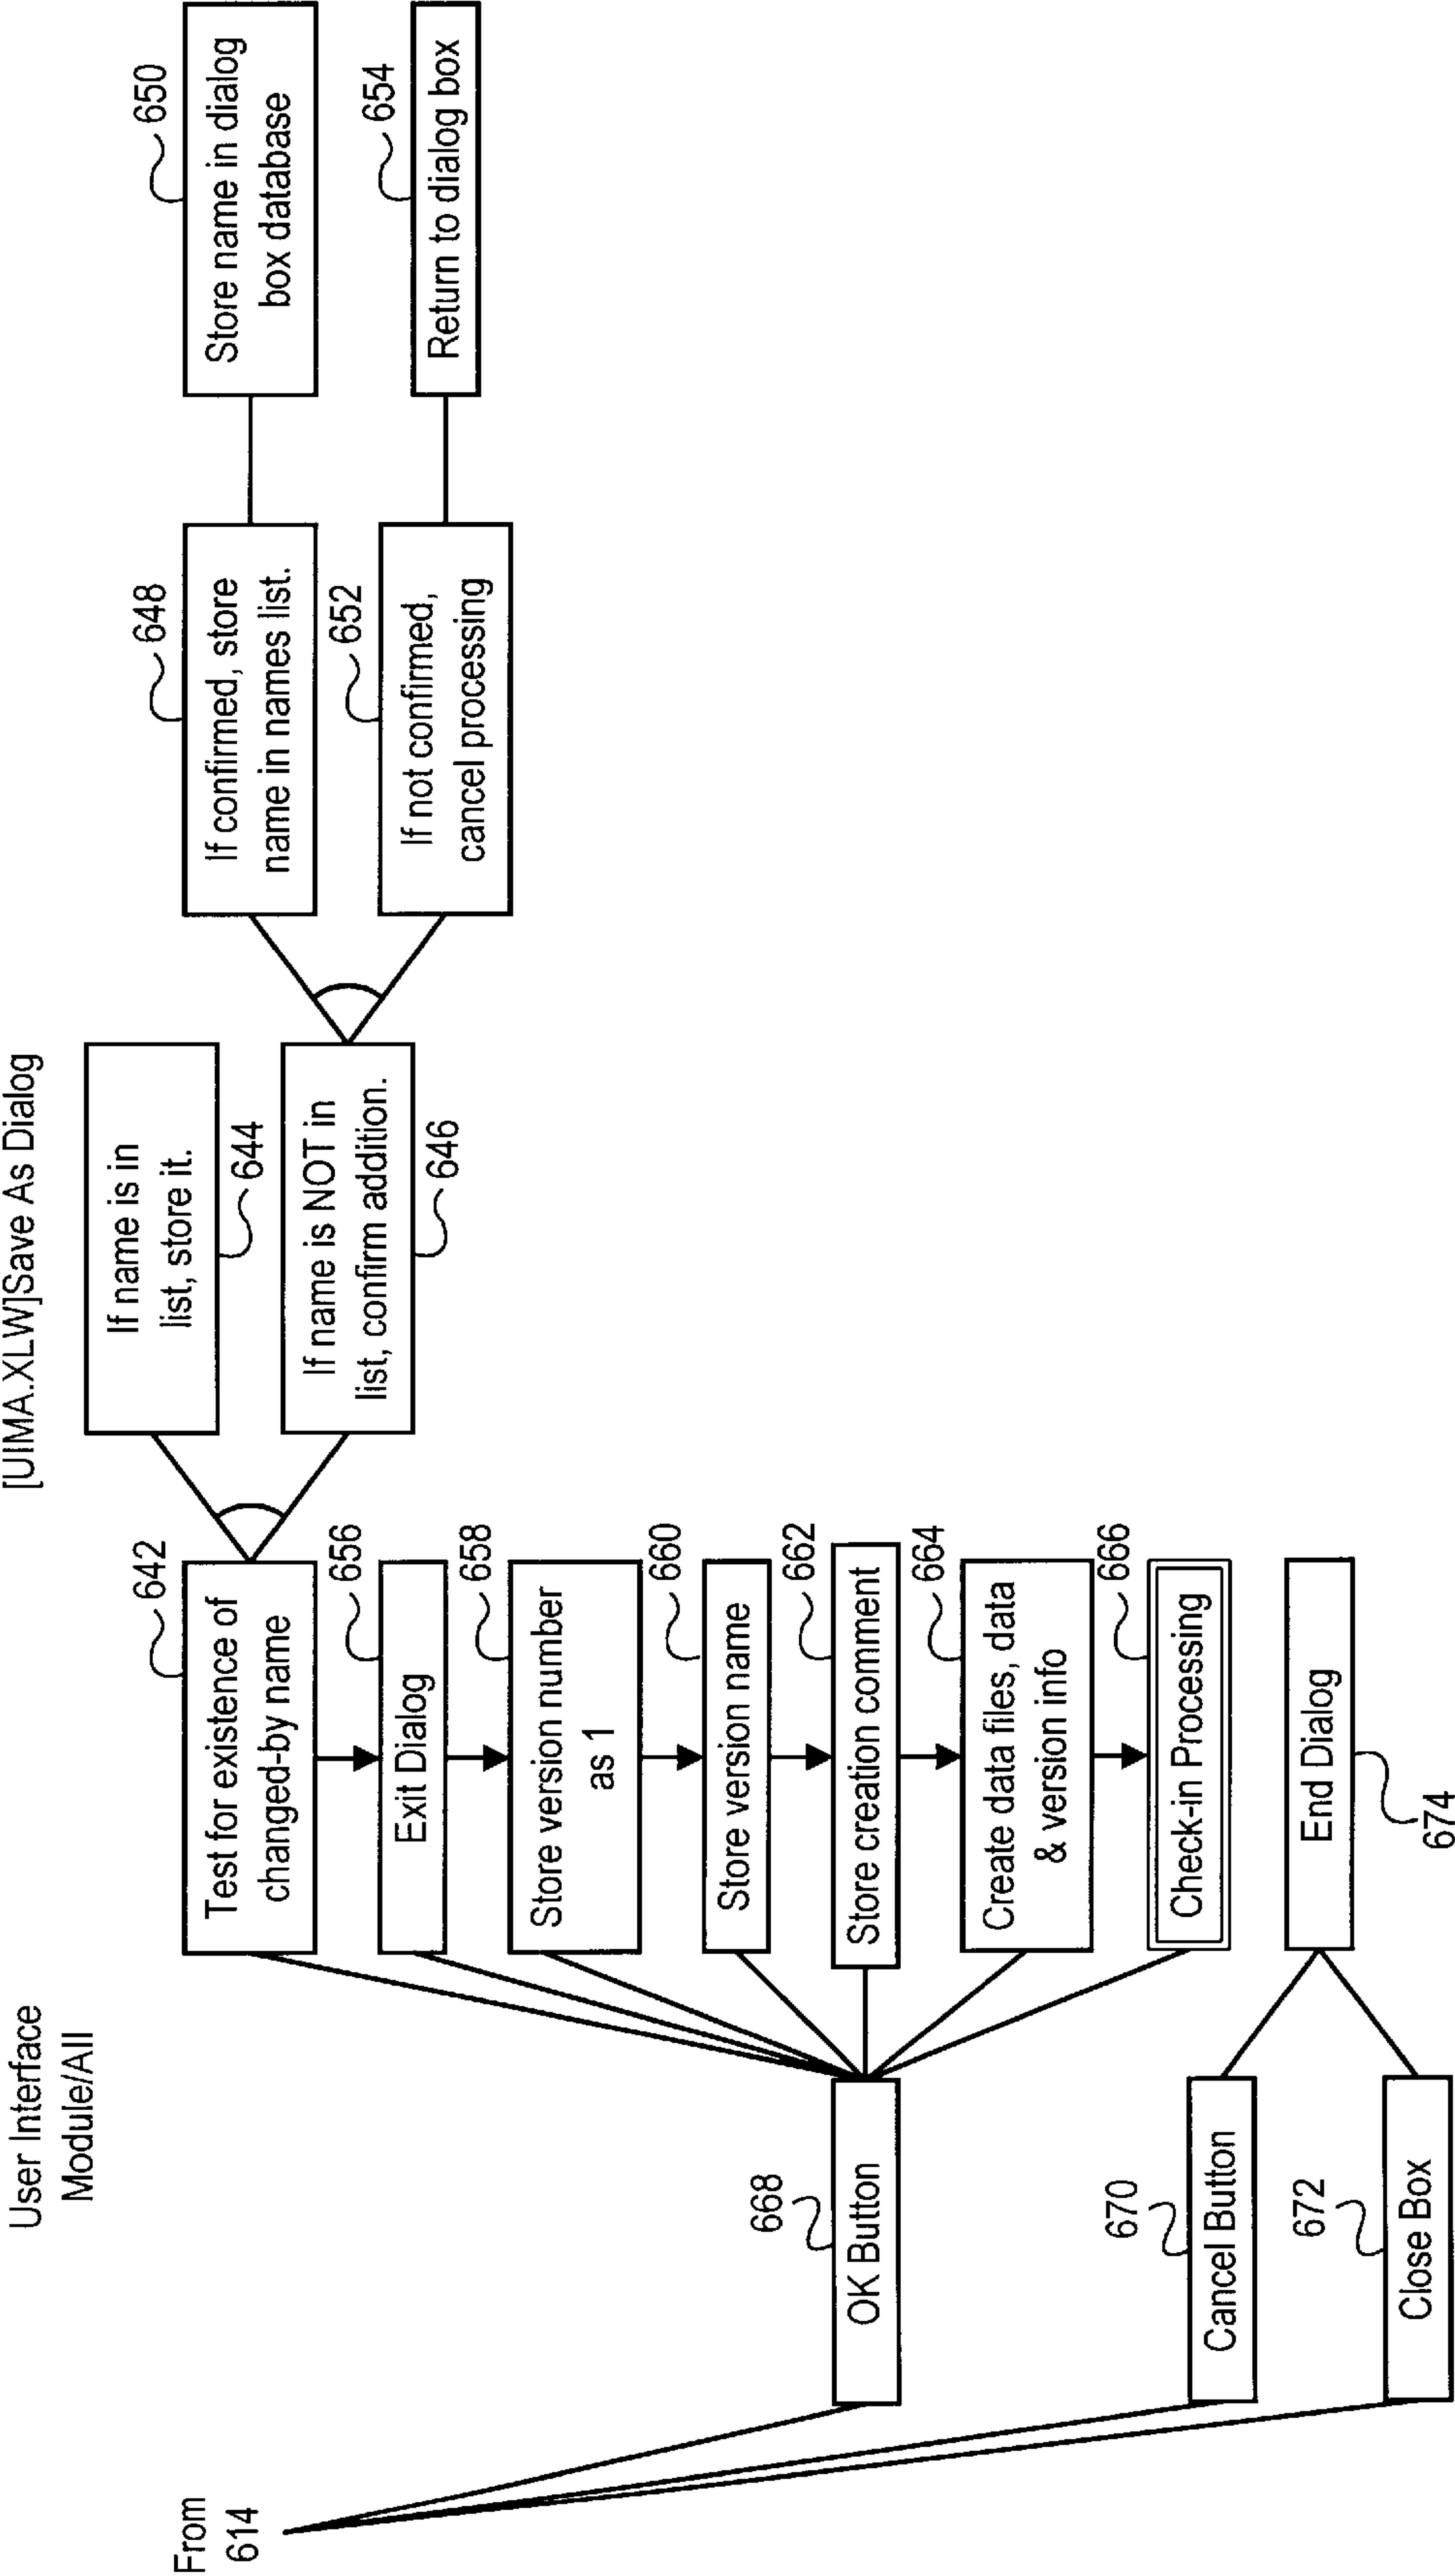 User Interface
Module/All
[UIMA.XLW]Save As Dialog
From
614
668
OK Button
670
Cancel Button
672
Close Box
642
Test for existence of
changed-by name
656
Exit Dialog
658
Store version number
as 1
660
Store version name
662
Store creation comment
664
Create data files, data
& version info
666
Check-in Processing
End Dialog
674
If name is in
list, store it.
644
If name is NOT in
list, confirm addition.
646
648
If confirmed, store
name in names list.
652
If not confirmed,
cancel processing
650
Store name in dialog
box database
654
Return to dialog box